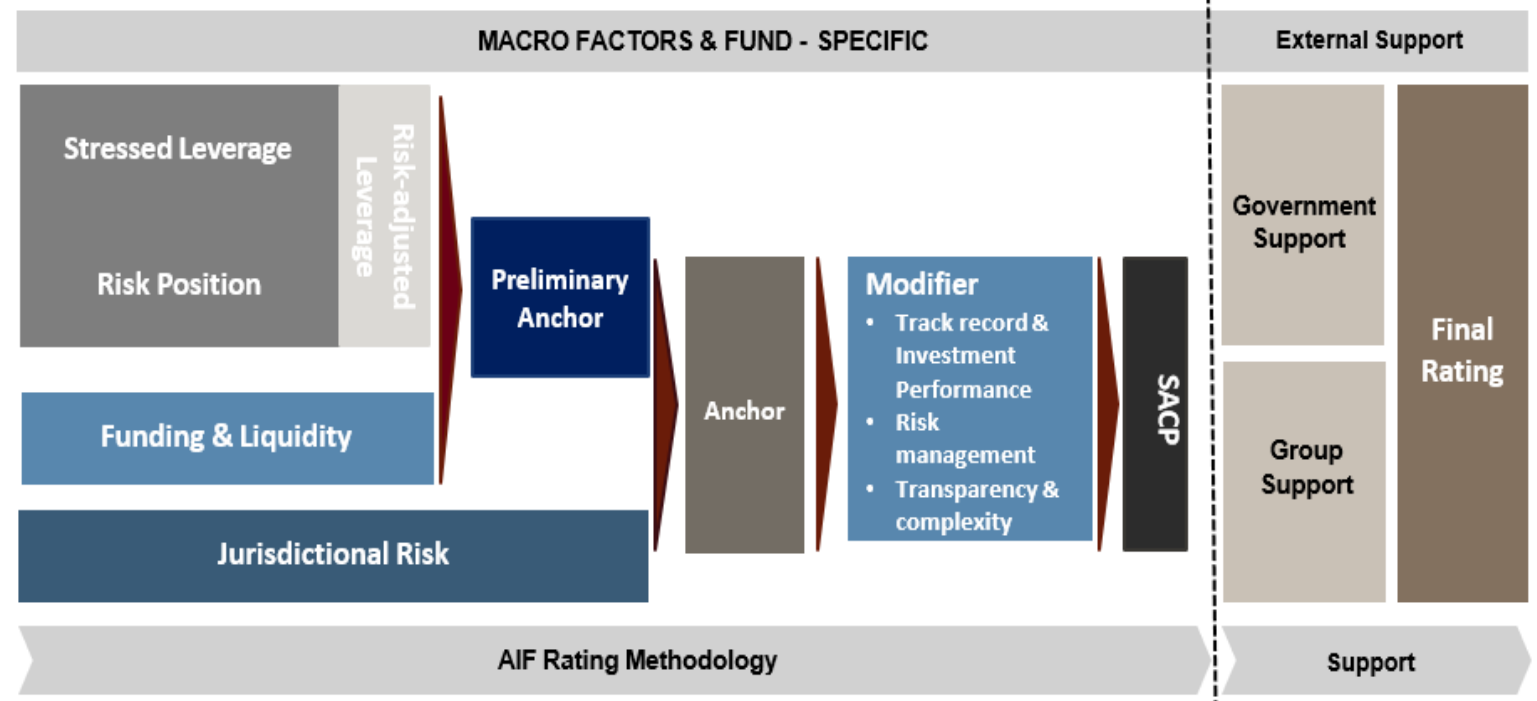 MACRO FACTORS & FUND - SPECIFIC
External Support
Stressed Leverage
Risk Position
Risk-adjusted
Leverage
Funding & Liquidity
Jurisdictional Risk
Preliminary
Anchor
Anchor
Modifier
• Track record &
Investment
Performance
• Risk
management
• Transparency &
complexity
SACP
Government
Support
Group
Support
Final
Rating
AIF Rating Methodology
Support